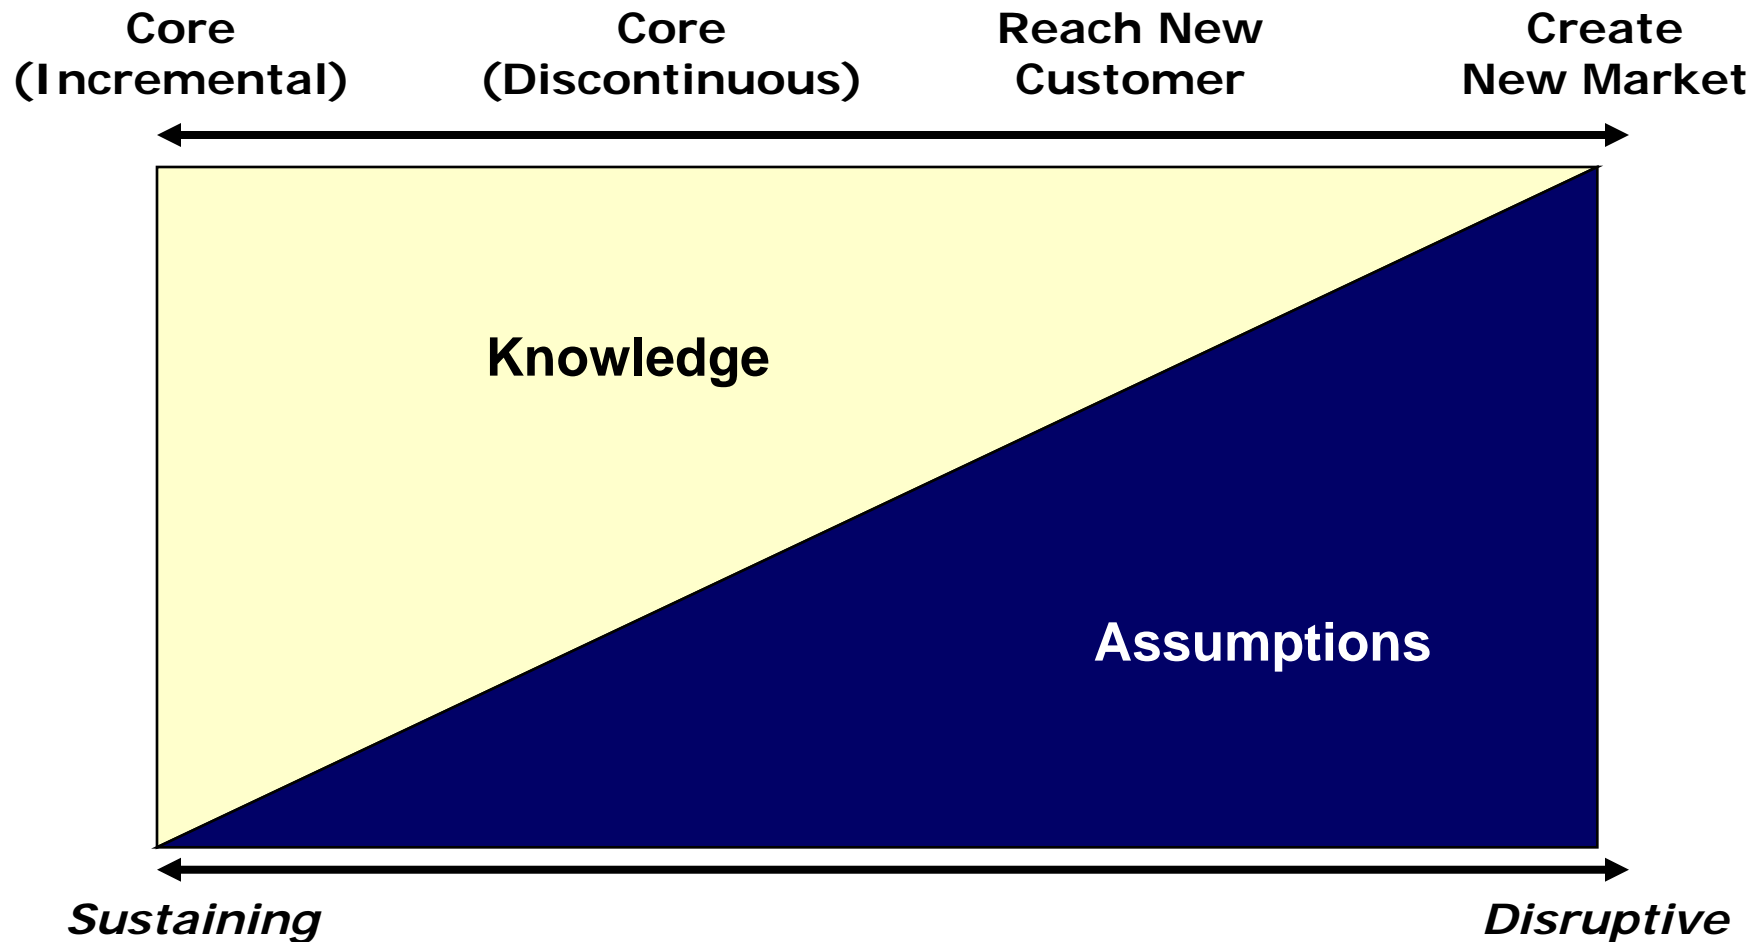 Core
(Incremental)
Core
(Discontinuous)
Reach New
Customer
Create
New Market
Knowledge
Assumptions
Sustaining
Disruptive